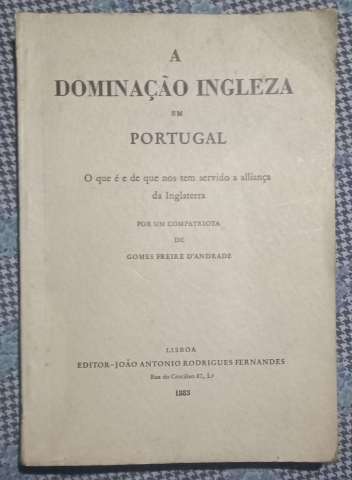 A
DOMINAÇÃO INGLEZA
EM
PORTUGAL
O que é e de que nos tem servido a alliança
da Inglaterra
POR UM COMPATRIOTA
DE
GOMES FREIRE D'ANDRADE
LISBOA
EDITOR—JOÃO ANTONIO RODRIGUES FERNANDES
Rua do Crucifixo 87, L.º
1883